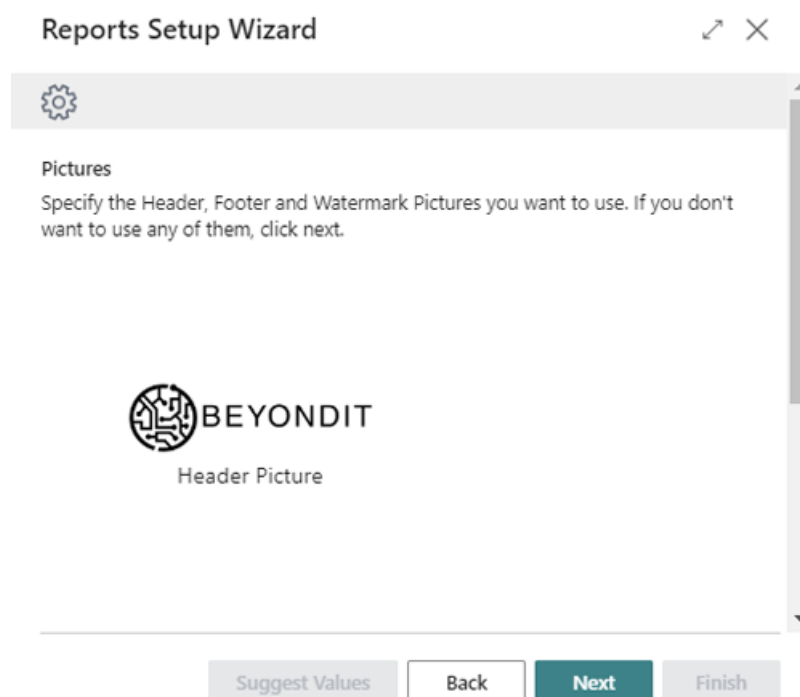 Reports Setup Wizard
Pictures
Specify the Header, Footer and Watermark Pictures you want to use. If you don't
want to use any of them, click next.
BEYONDIT
Header Picture
Suggest Values
Back
Next
Finish